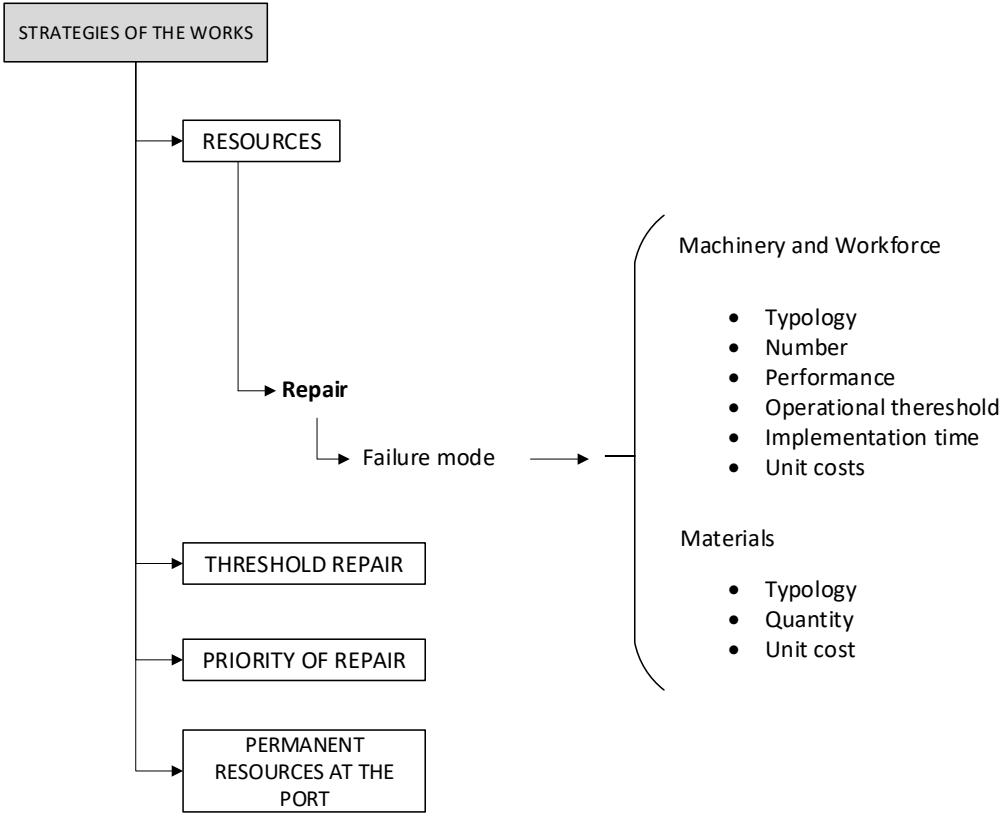 STRATEGIES OF THE WORKS
RESOURCES
Repair
Failure mode
Machinery and Workforce
• Typology
• Number
• Performance
• Operational thereshold
• Implementation time
• Unit costs
Materials
• Typology
• Quantity
• Unit cost
THRESHOLD REPAIR
PRIORITY OF REPAIR
PERMANENT
RESOURCES AT THE
PORT